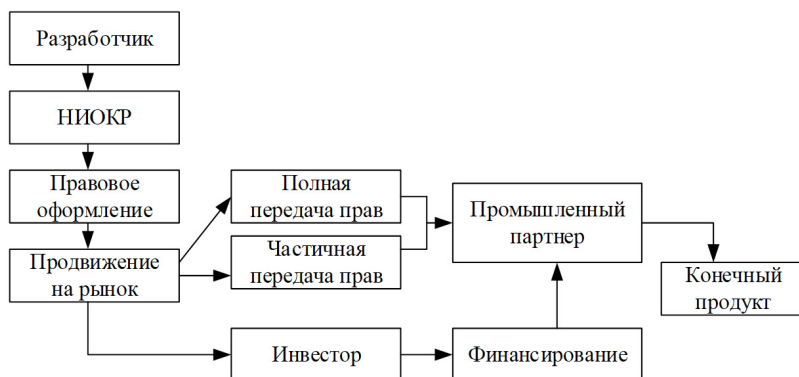 Разработчик
НИОКР
Правовое
оформление
Продвижение
на рынок
Полная
передача прав
Частичная
передача прав
Промышленный
партнер
Конечный
продукт
Инвестор
Финансирование